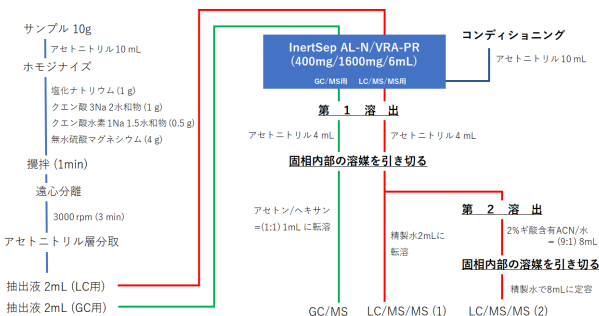 サンプル 10g
アセトニトリル 10 mL
ホモジナイズ
塩化ナトリウム (1 g)
クエン酸 3Na 2水和物 (1 g)
クエン酸水素 1Na 1.5水和物 (0.5 g)
無水硫酸マグネシウム (4 g)
攪拌 (1min)
遠心分離
3000 rpm (3 min)
アセトニトリル層分取
抽出液 2mL (LC用)
抽出液 2mL (GC用)
InertSep AL-N/VRA-PR
(400mg/1600mg/6mL)
GC/MS用
LC/MS/MS用
コンディショニング
アセトニトリル 10 mL
第 1 溶 出
アセトニトリル 4 mL
アセトニトリル 4 mL
固相内部の溶媒を引き切る
アセトン/ヘキサン
=(1:1) 1mL に転溶
精製水2mLに
転溶
第 2 溶 出
2%ギ酸含有ACN/水
= (9:1) 8mL
固相内部の溶媒を引き切る
精製水で8mLに定容
GC/MS
LC/MS/MS (1)
LC/MS/MS (2)